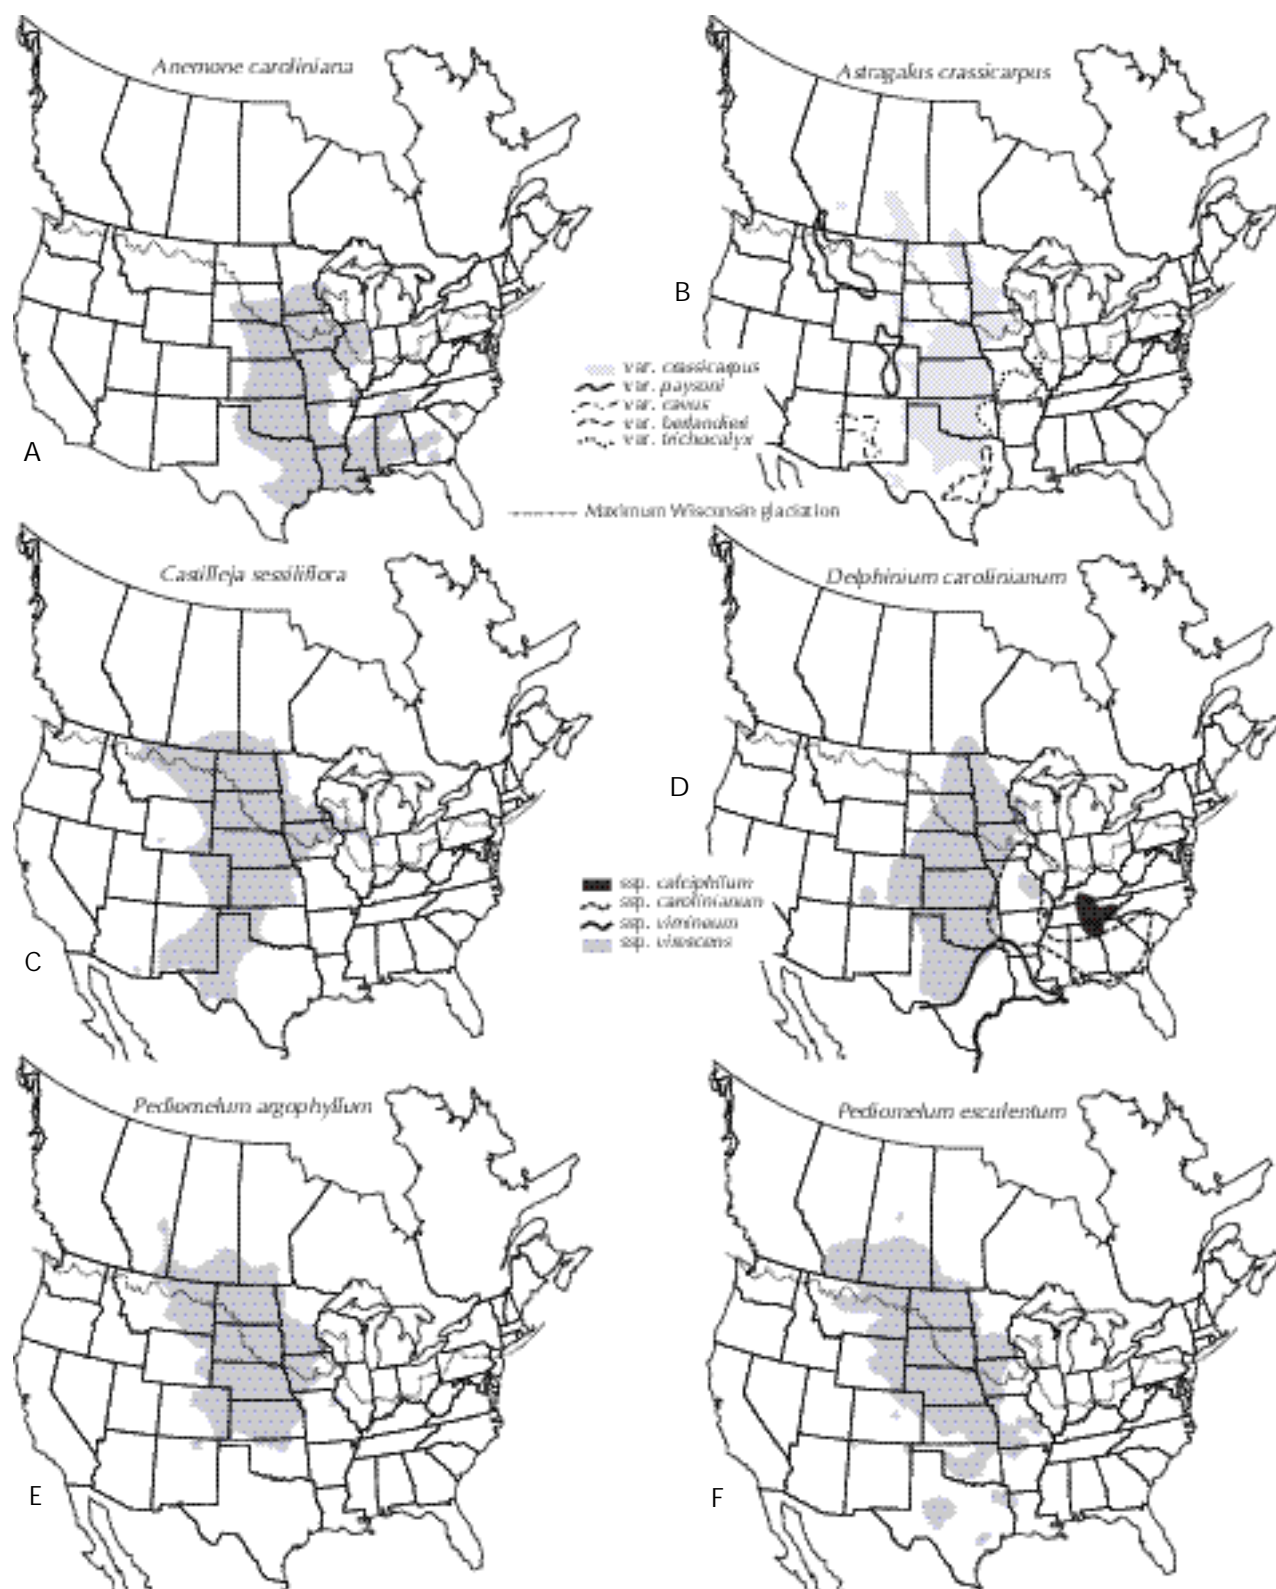 Anemone caroliniana
Astragalus crassicarpus
A
B
var. crassicarpus
var. paysoni
var. cavus
var. berlandieri
var. trichocalyx
Maximum Wisconsin glaciation
Castilleja sessiliflora
Delphinium carolinianum
C
D
ssp. calciphilum
ssp. carolinianum
ssp. vimineum
ssp. virescens
Pediomelum argophyllum
Pediomelum esculentum
E
F